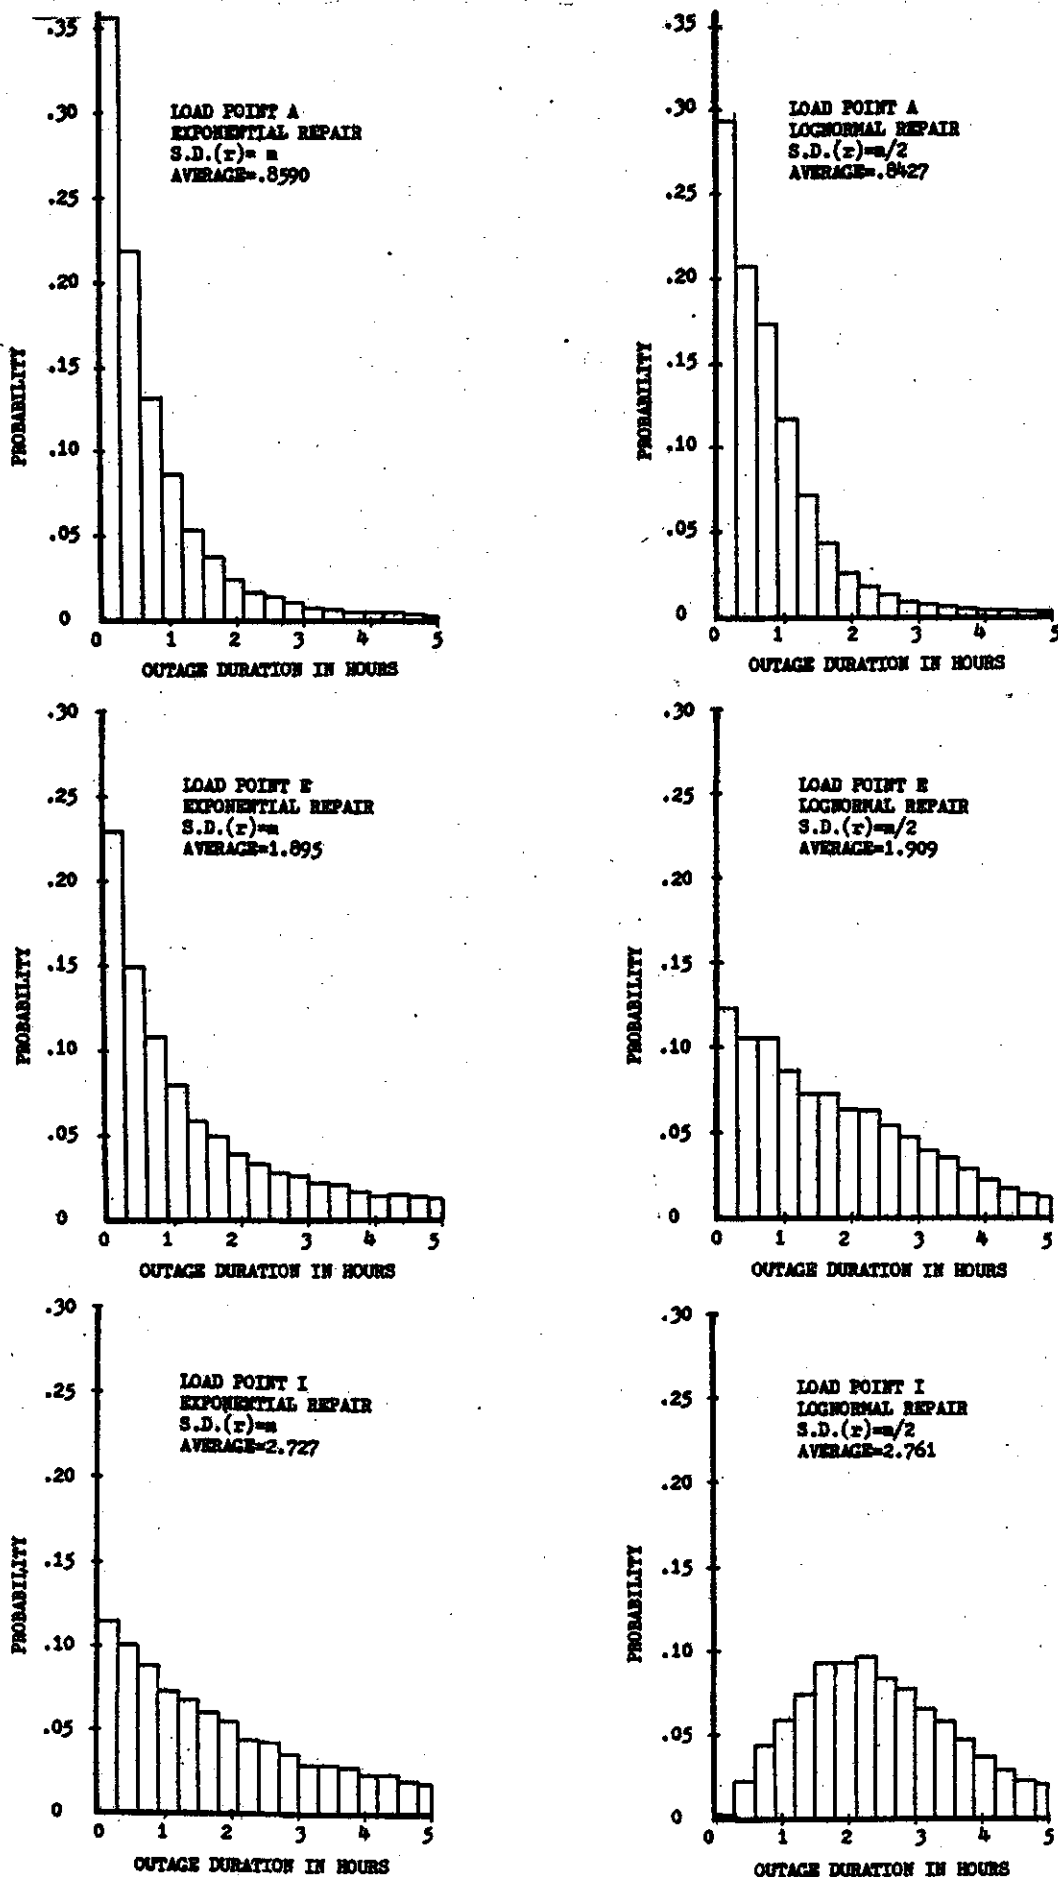 .35
.30
.25
.20
.15
.10
.05
0
PROBABILITY
LOAD POINT A
EXPONENTIAL REPAIR
S.D.(r)= m
AVERAGE=.8590
0 1 2 3 4 5
OUTAGE DURATION IN HOURS
.35
.30
.25
.20
.15
.10
.05
0
PROBABILITY
LOAD POINT A
LOGNORMAL REPAIR
S.D.(r)=m/2
AVERAGE=.8427
0 1 2 3 4 5
OUTAGE DURATION IN HOURS
.30
.25
.20
.15
.10
.05
0
PROBABILITY
LOAD POINT E
EXPONENTIAL REPAIR
S.D.(r)=m
AVERAGE=1.895
0 1 2 3 4 5
OUTAGE DURATION IN HOURS
.30
.25
.20
.15
.10
.05
0
PROBABILITY
LOAD POINT E
LOGNORMAL REPAIR
S.D.(r)=m/2
AVERAGE=1.909
0 1 2 3 4 5
OUTAGE DURATION IN HOURS
.30
.25
.20
.15
.10
.05
0
PROBABILITY
LOAD POINT I
EXPONENTIAL REPAIR
S.D.(r)=m
AVERAGE=2.727
0 1 2 3 4 5
OUTAGE DURATION IN HOURS
.30
.25
.20
.15
.10
.05
0
PROBABILITY
LOAD POINT I
LOGNORMAL REPAIR
S.D.(r)=m/2
AVERAGE=2.761
0 1 2 3 4 5
OUTAGE DURATION IN HOURS